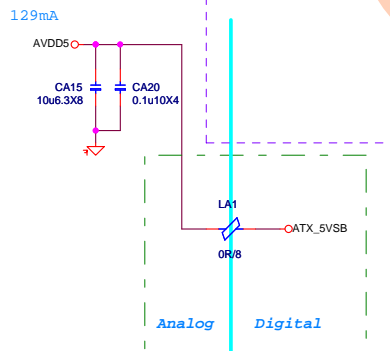 129mA
AVDD5
CA15
10u6.3X8
CA20
0.1u10X4
LA1
ATX_5VSB
0R/8
Analog
Digital